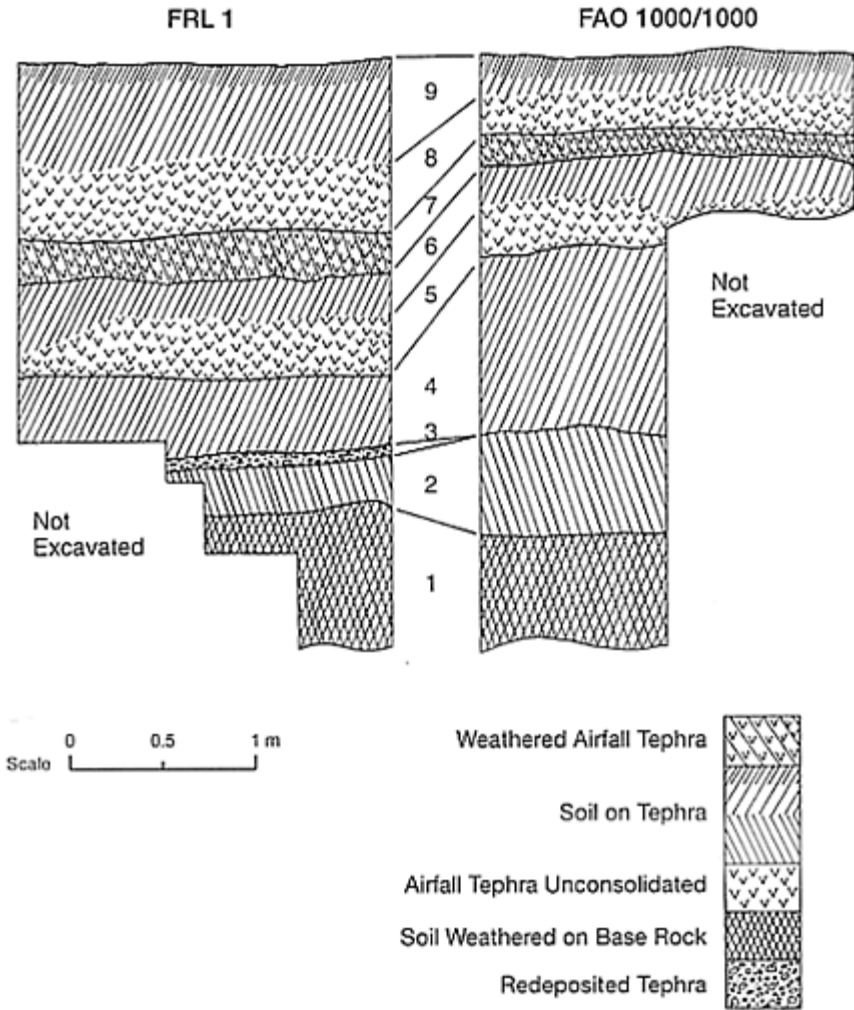 FRL 1
FAO 1000/1000
9
8
7
6
5
4
3
2
1
Not
Excavated
Not
Excavated
Scalo
0 0.5 1 m
Weathered Airfall Tephra
Soil on Tephra
Airfall Tephra Unconsolidated
Soil Weathered on Base Rock
Redeposited Tephra